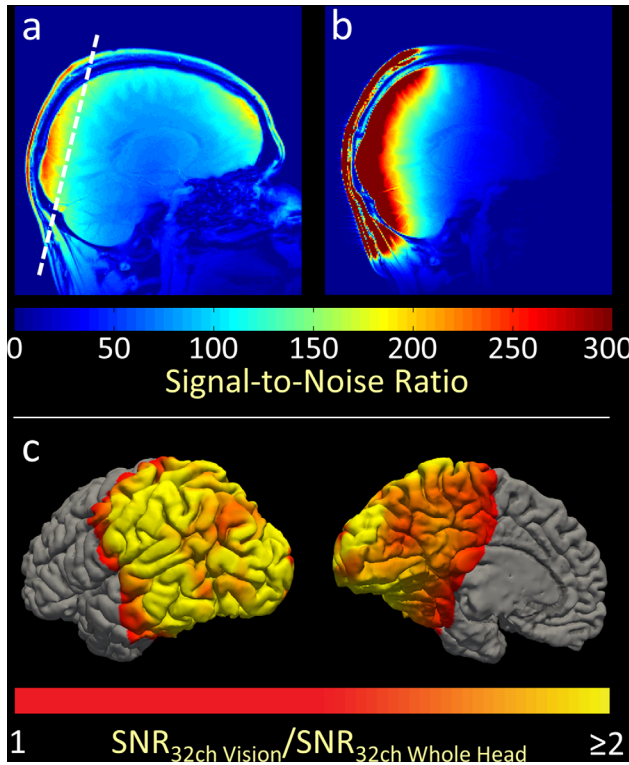 a
b
0 50 100 150 200 250 300
Signal-to-Noise Ratio
c
1 SNR32ch Vision/SNR32ch Whole Head ≥2